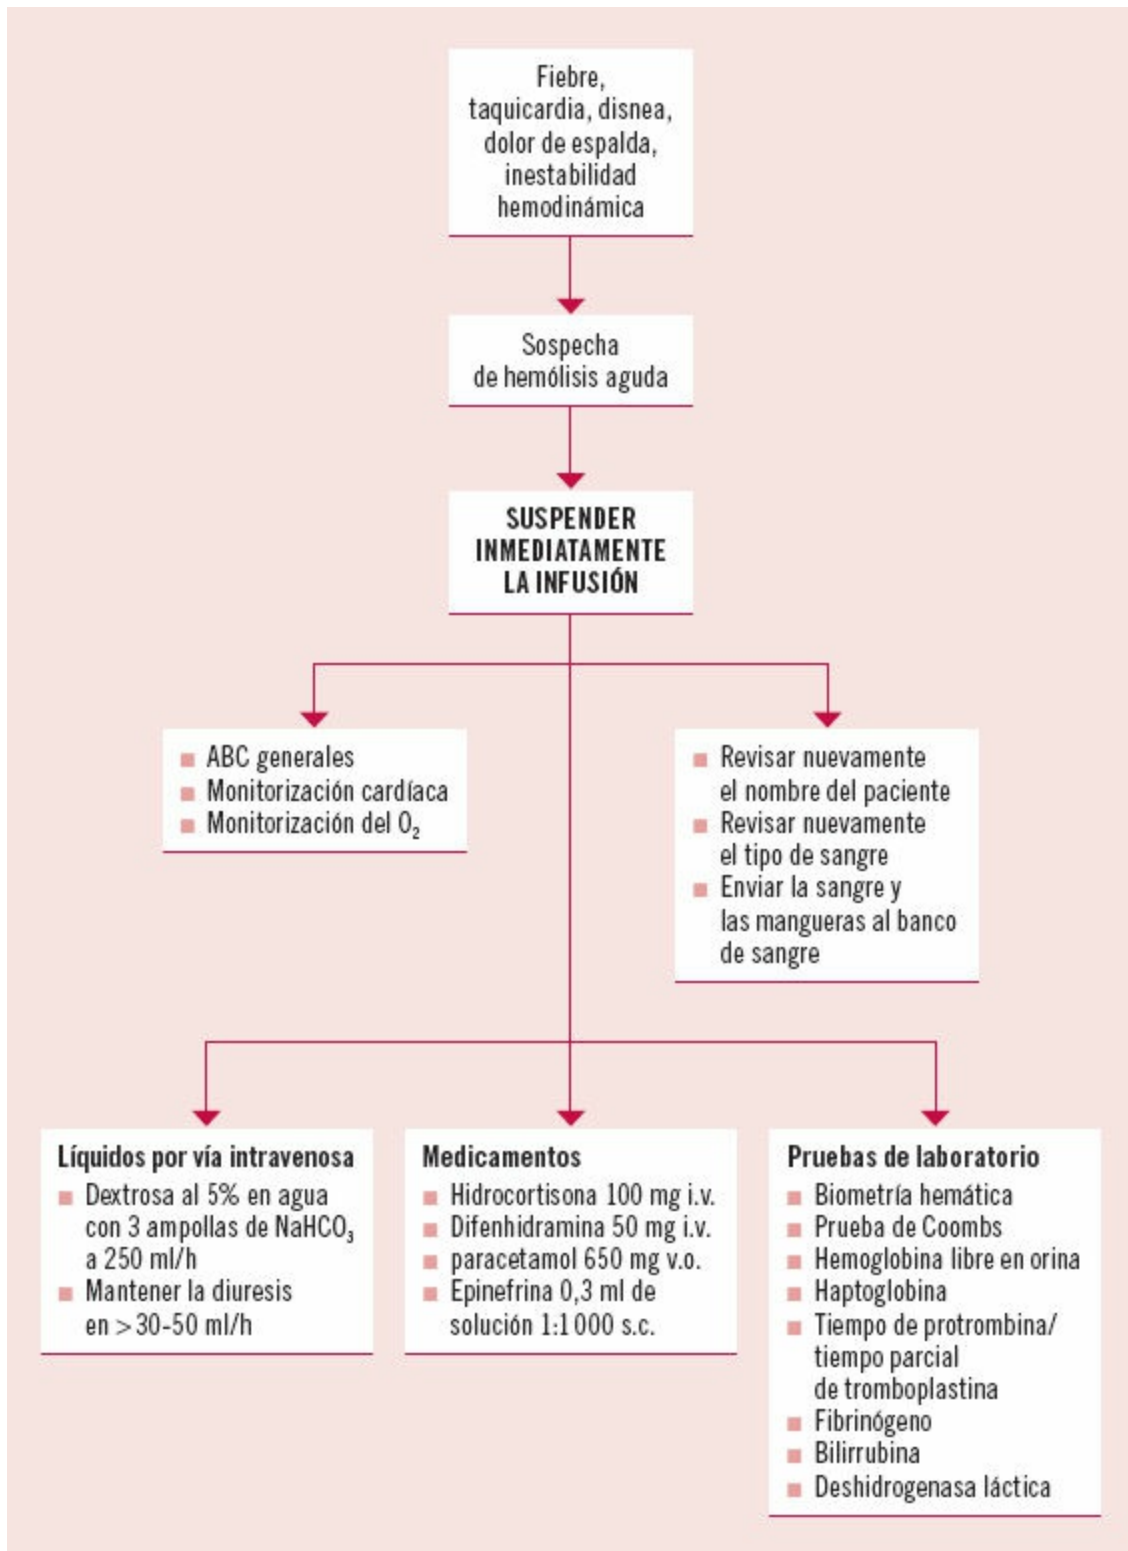 Fiebre,
taquicardia, disnea,
dolor de espalda,
inestabilidad
hemodinámica
Sospecha
de hemólisis aguda
SUSPENDER
INMEDIATAMENTE
LA INFUSIÓN
ABC generales
Monitorización cardíaca
Monitorización del O₂
Revisar nuevamente
el nombre del paciente
Revisar nuevamente
el tipo de sangre
Enviar la sangre y
las mangueras al banco
de sangre
Líquidos por vía intravenosa
Dextrosa al 5% en agua
con 3 ampollas de NaHCO₃
a 250 ml/h
Mantener la diuresis
en > 30-50 ml/h
Medicamentos
Hidrocortisona 100 mg i.v.
Difenhidramina 50 mg i.v.
paracetamol 650 mg v.o.
Epinefrina 0,3 ml de
solución 1:1 000 s.c.
Pruebas de laboratorio
Biometría hemática
Prueba de Coombs
Hemoglobina libre en orina
Haptoglobina
Tiempo de protrombina/
tiempo parcial
de tromboplastina
Fibrinógeno
Bilirrubina
Deshidrogenasa láctica